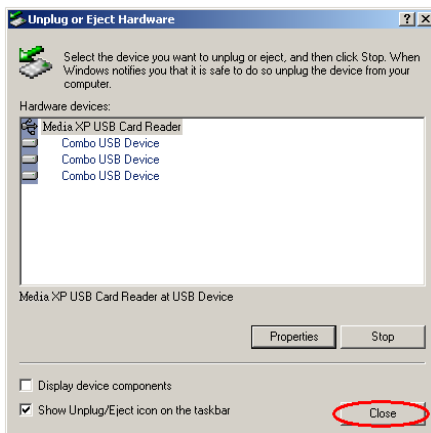 Unplug or Eject Hardware
Select the device you want to unplug or eject, and then click Stop. When
Windows notifies you that it is safe to do so unplug the device from your
computer.
Hardware devices:
Media XP USB Card Reader
Combo USB Device
Combo USB Device
Combo USB Device
Media XP USB Card Reader at USB Device
Properties
Stop
Display device components
Show Unplug/Eject icon on the taskbar
Close